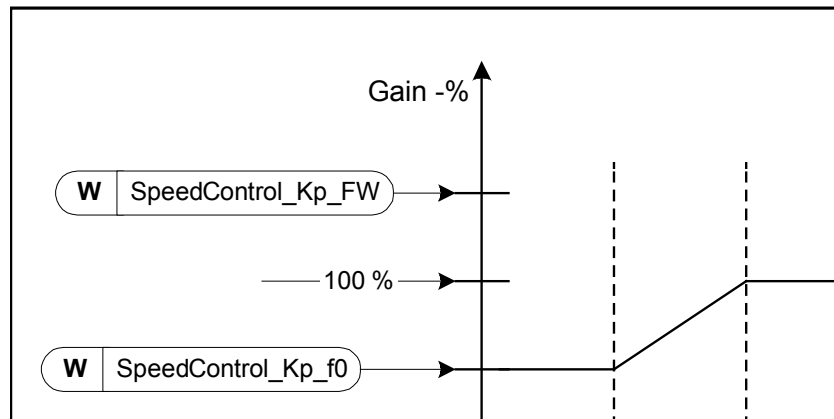 Gain -%
W SpeedControl_Kp_FW
100 %
W SpeedControl_Kp_f0